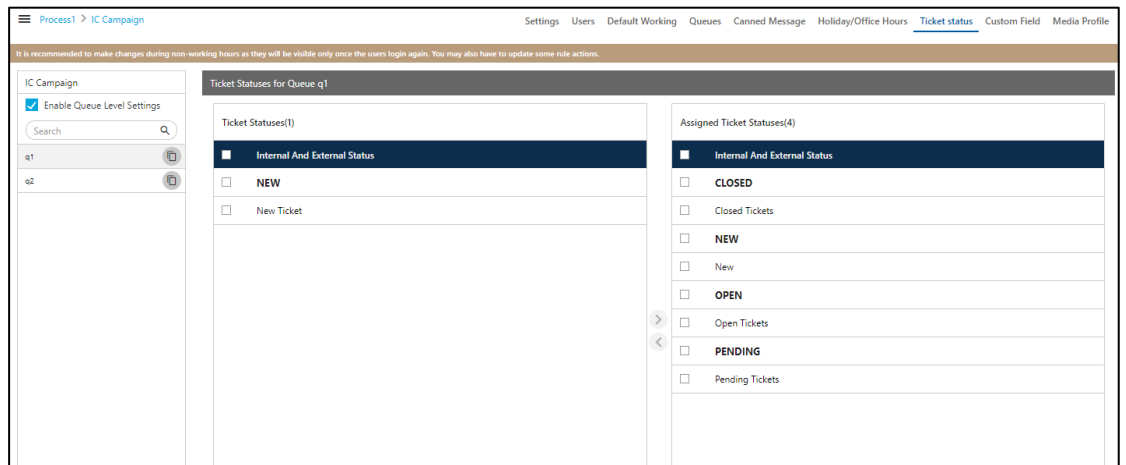 Process1 > IC Campaign
Settings Users Default Working Queues Canned Message Holiday/Office Hours Ticket status Custom Field Media Profile
It is recommended to make changes during non-working hours as they will be visible only once the users login again. You may also have to update some rule actions.
IC Campaign
Enable Queue Level Settings
Search
q1
q2
Ticket Statuses for Queue q1
Ticket Statuses(1)
Internal And External Status
NEW
New Ticket
Assigned Ticket Statuses(4)
Internal And External Status
CLOSED
Closed Tickets
NEW
New
OPEN
Open Tickets
PENDING
Pending Tickets